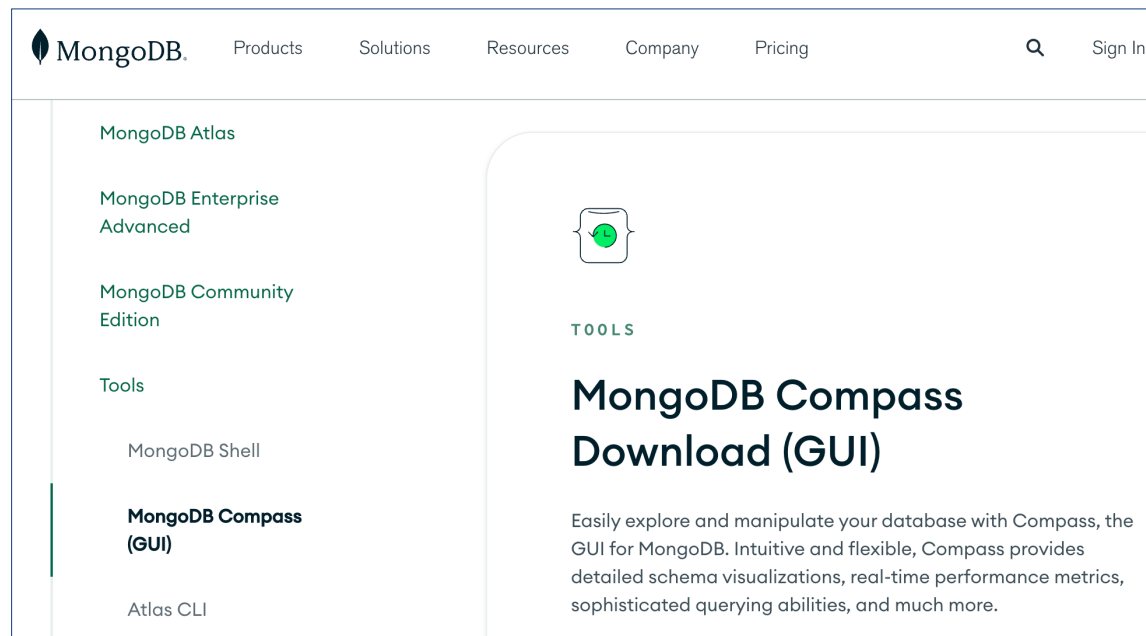 MongoDB.
Products
Solutions
Resources
Company
Pricing
Sign In
MongoDB Atlas
MongoDB Enterprise
Advanced
MongoDB Community
Edition
Tools
MongoDB Shell
MongoDB Compass
(GUI)
Atlas CLI
TOOLS
MongoDB Compass
Download (GUI)
Easily explore and manipulate your database with Compass, the
GUI for MongoDB. Intuitive and flexible, Compass provides
detailed schema visualizations, real-time performance metrics,
sophisticated querying abilities, and much more.